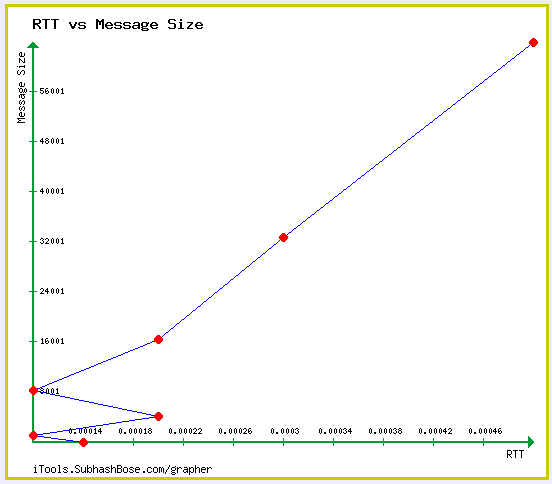 RTT vs Message Size
Message Size
56001
48001
40001
32001
24001
16001
8001
0.00014 0.00018 0.00022 0.00026 0.0003 0.00034 0.00038 0.00042 0.00046
RTT
iTools.SubhashBose.com/grapher